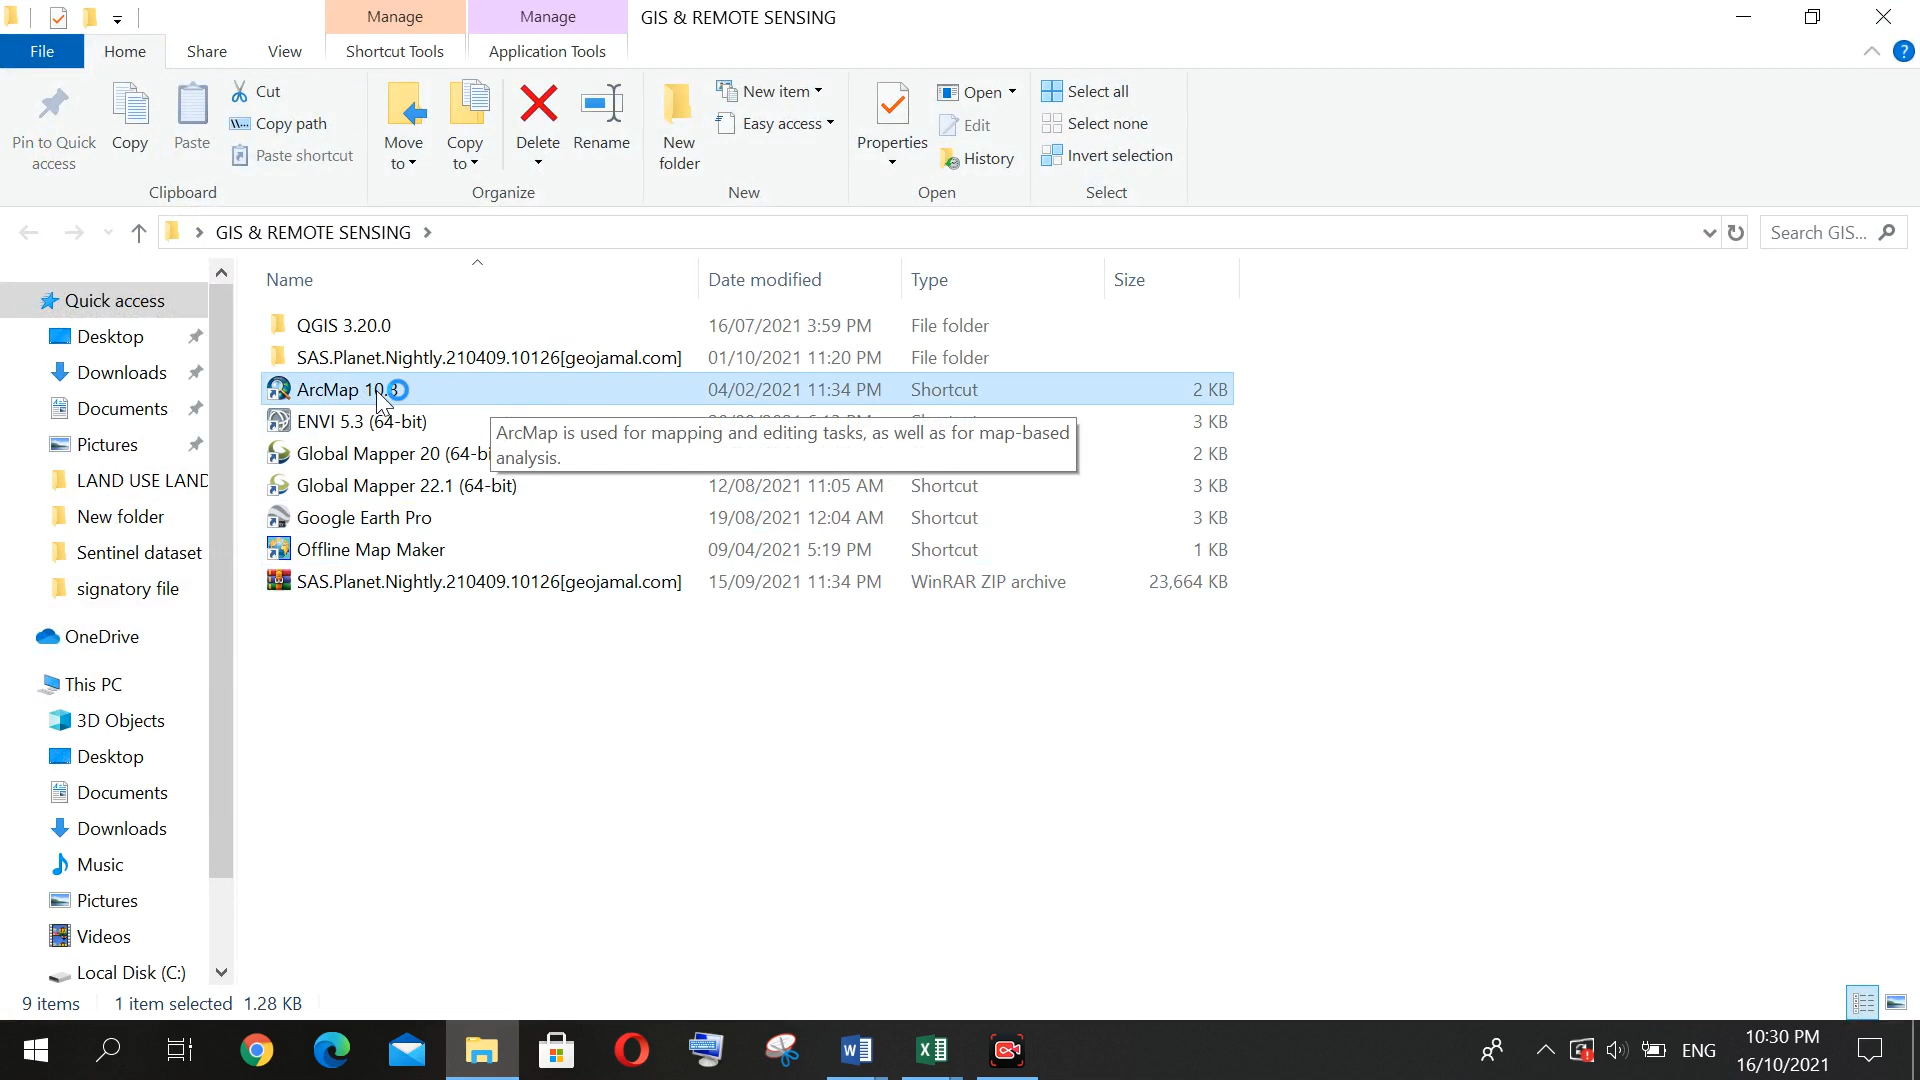 Manage
Manage
GIS & REMOTE SENSING
File
Home
Share
View
Shortcut Tools
Application Tools
Pin to Quick access
Copy
Paste
Cut
Copy path
Paste shortcut
Move to
Copy to
Delete
Rename
New folder
New item
Easy access
Properties
Open
Edit
History
Select all
Select none
Invert selection
Clipboard
Organize
New
Open
Select
GIS & REMOTE SENSING
Search GIS...
Name
Date modified
Type
Size
QGIS 3.20.0 16/07/2021 3:59 PM File folder
SAS.Planet.Nightly.210409.10126[geojamal.com] 01/10/2021 11:20 PM File folder
ArcMap 10.8 04/02/2021 11:34 PM Shortcut 2 KB
ENVI 5.3 (64-bit) 3 KB
ArcMap is used for mapping and editing tasks, as well as for map-based
analysis.
Global Mapper 20 (64-bi 2 KB
Global Mapper 22.1 (64-bit) 12/08/2021 11:05 AM Shortcut 3 KB
Google Earth Pro 19/08/2021 12:04 AM Shortcut 3 KB
Offline Map Maker 09/04/2021 5:19 PM Shortcut 1 KB
SAS.Planet.Nightly.210409.10126[geojamal.com] 15/09/2021 11:34 PM WinRAR ZIP archive 23,664 KB
Quick access
Desktop
Downloads
Documents
Pictures
LAND USE LAND
New folder
Sentinel dataset
signatory file
OneDrive
This PC
3D Objects
Desktop
Documents
Downloads
Music
Pictures
Videos
Local Disk (C:)
9 items
1 item selected 1.28 KB
ENG
10:30 PM
16/10/2021